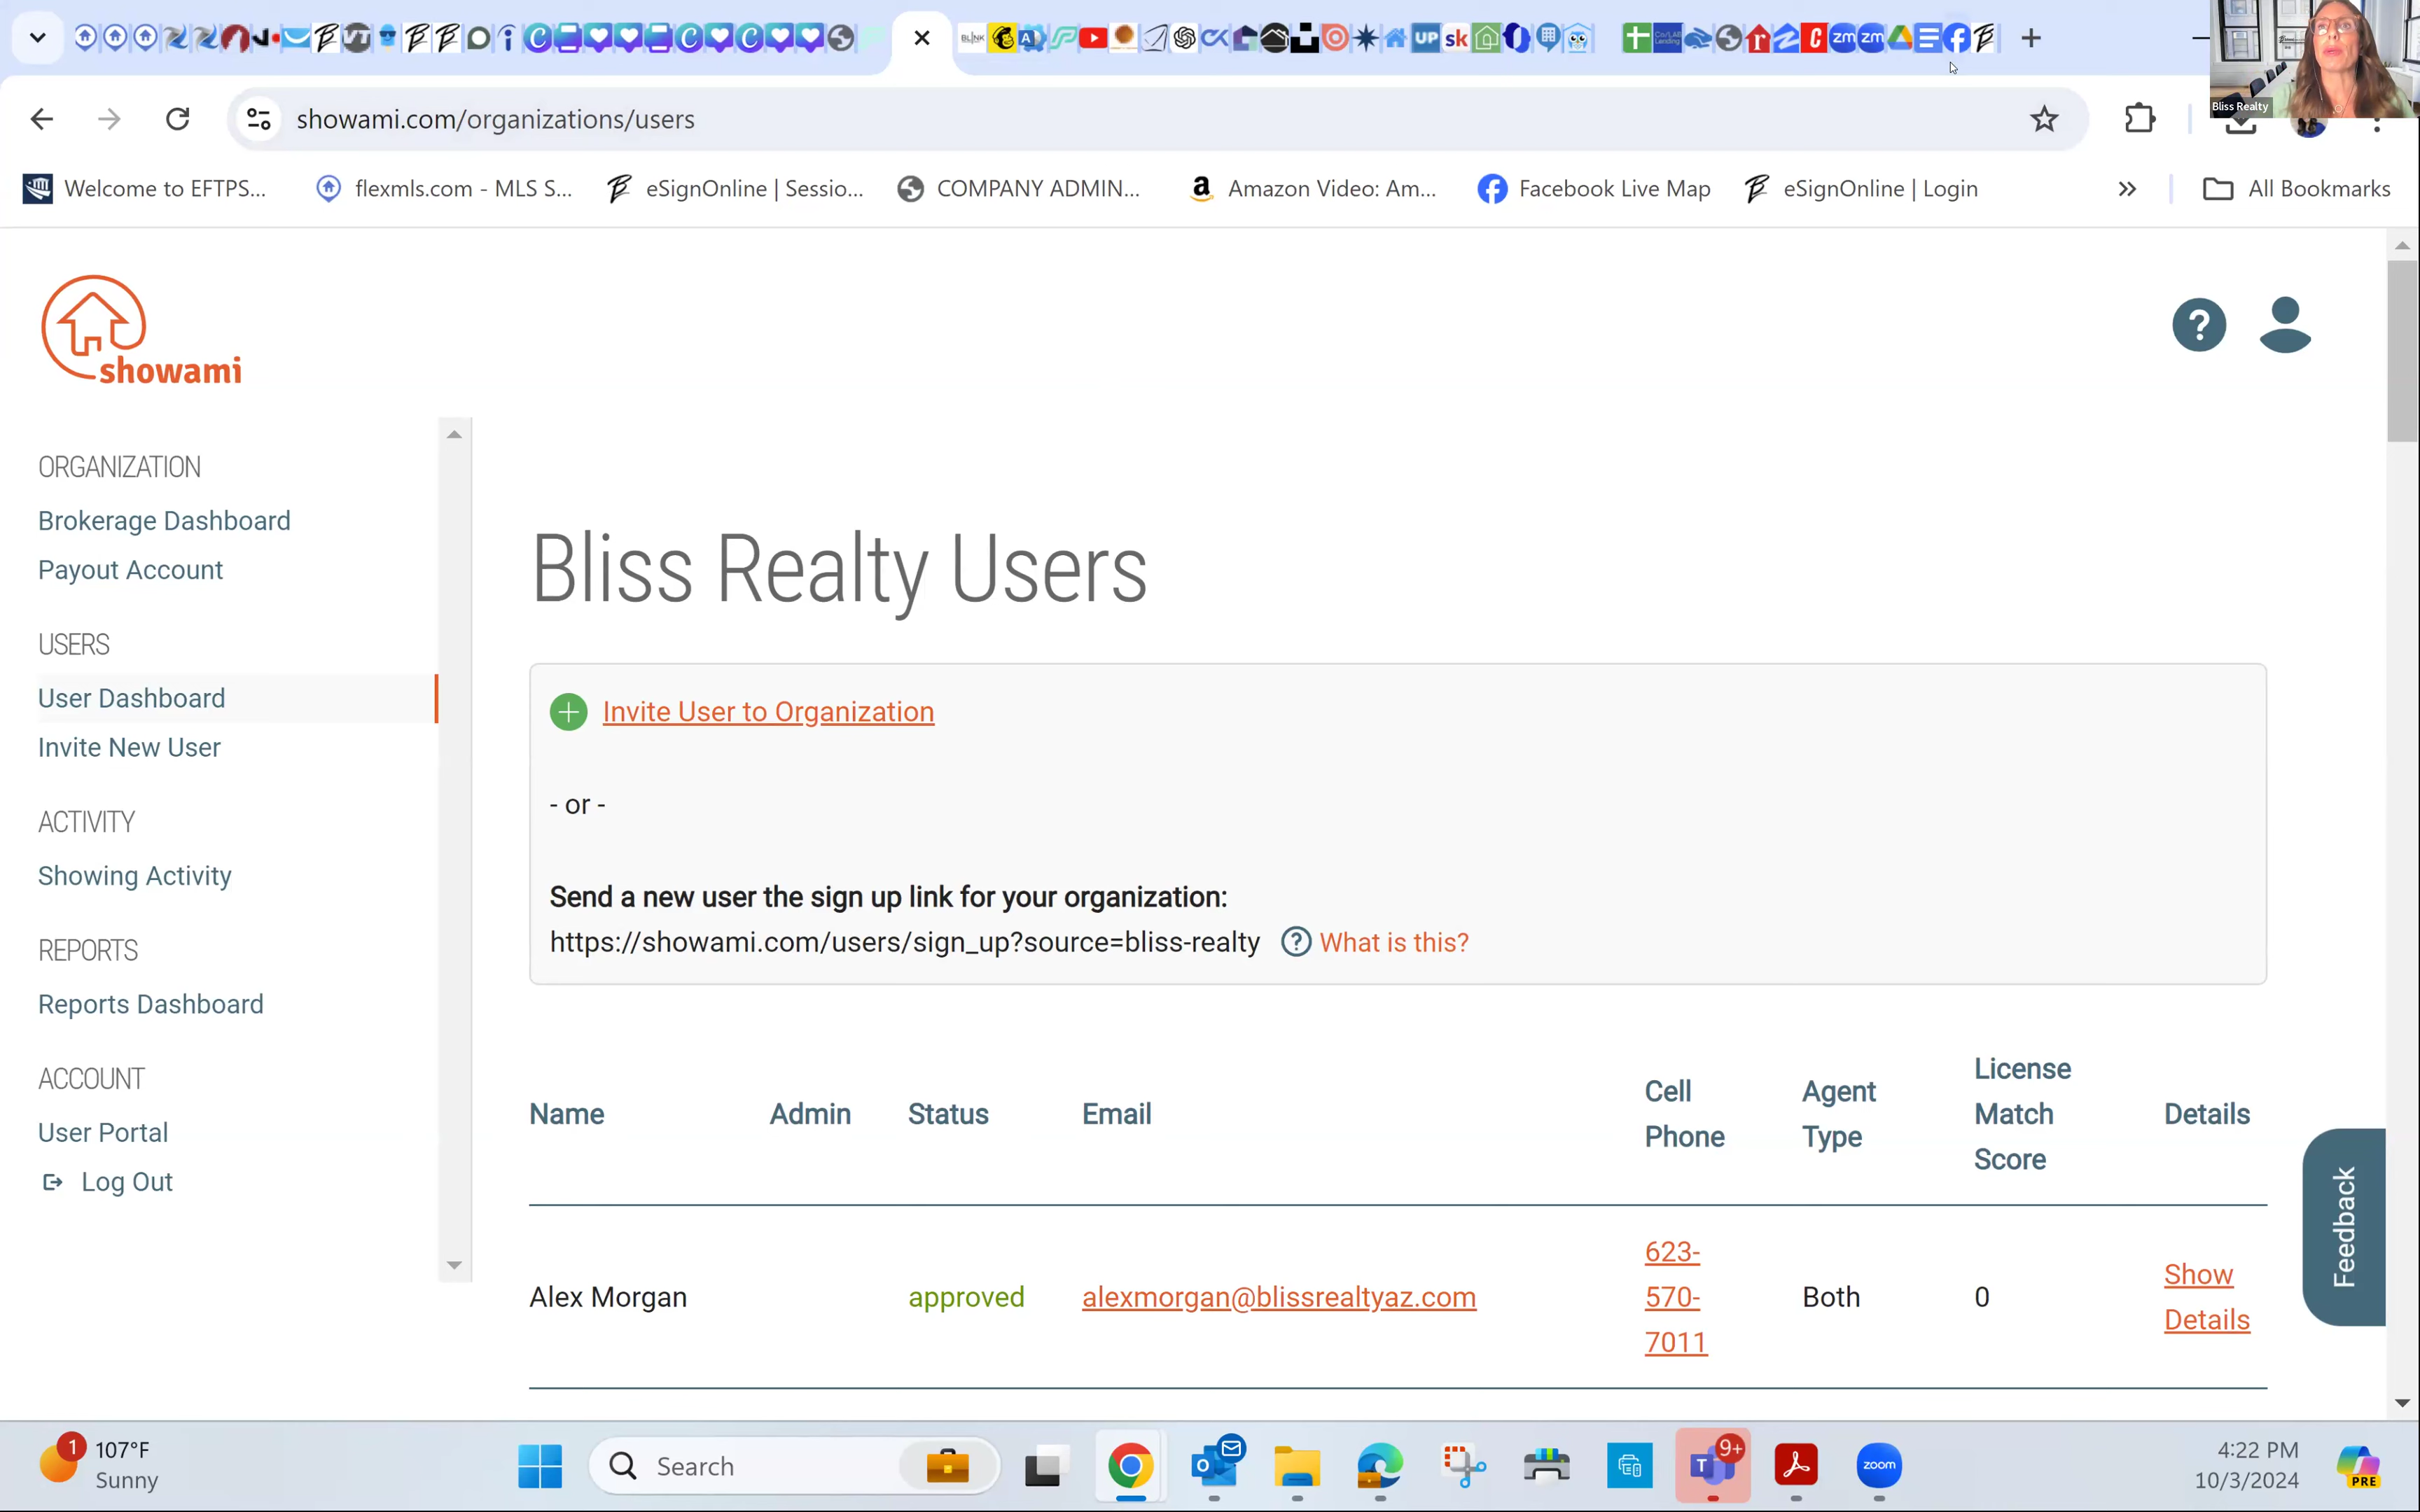 showami.com/organizations/users
Bliss Realty
Welcome to EFTPS...
flexmls.com - MLS S...
eSignOnline | Sessio...
COMPANY ADMIN...
Amazon Video: Am...
Facebook Live Map
eSignOnline | Login
All Bookmarks
showami
ORGANIZATION
Brokerage Dashboard
Payout Account
USERS
User Dashboard
Invite New User
ACTIVITY
Showing Activity
REPORTS
Reports Dashboard
ACCOUNT
User Portal
Log Out
Bliss Realty Users
Invite User to Organization
- or -
Send a new user the sign up link for your organization:
https://showami.com/users/sign_up?source=bliss-realty ? What is this?
Name Admin Status Email Cell Phone Agent Type License Match Score Details
Alex Morgan approved alexmorgan@blissrealtyaz.com 623-570-7011 Both 0 Show Details
Feedback
1
107°F
Sunny
Search
9+
zoom
4:22 PM
10/3/2024
PRE